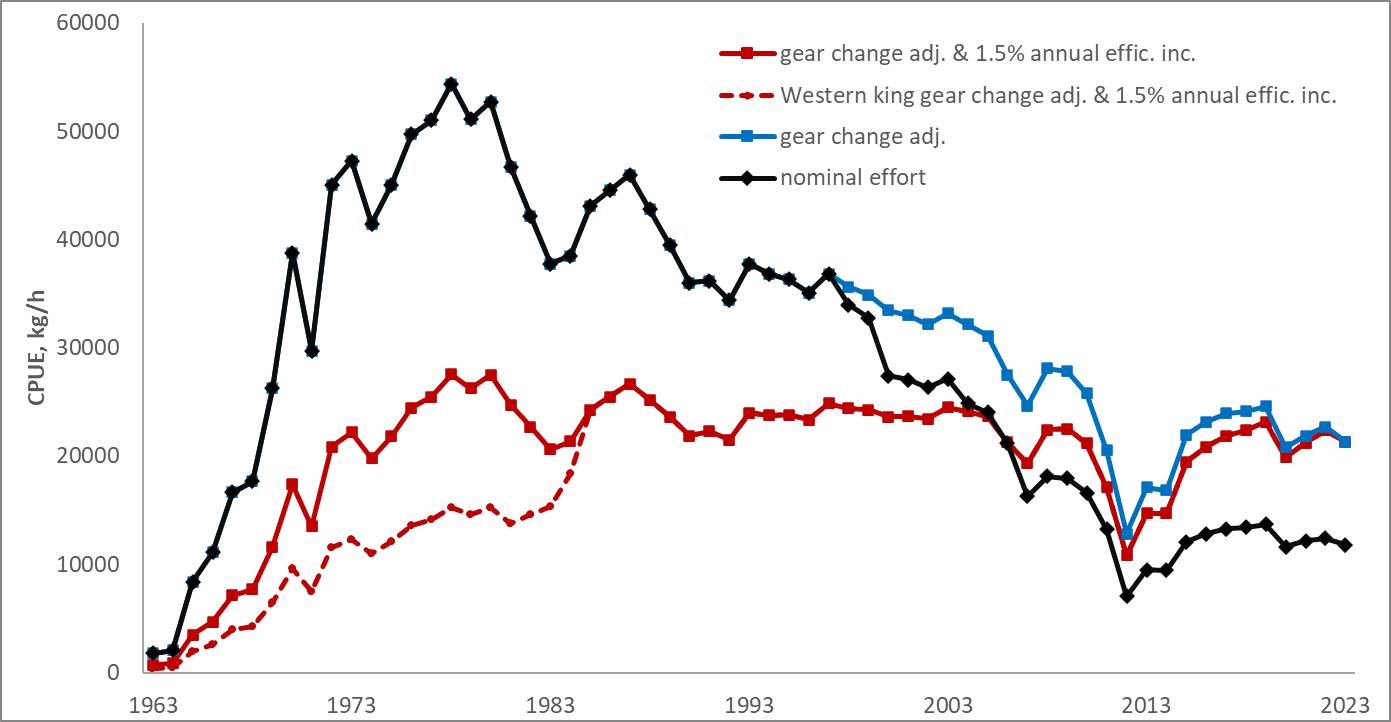 60000
50000
40000
30000
20000
10000
0
CPUE, kg/h
gear change adj. & 1.5% annual effic. inc.
Western king gear change adj. & 1.5% annual effic. inc.
gear change adj.
nominal effort
1963 1973 1983 1993 2003 2013 2023